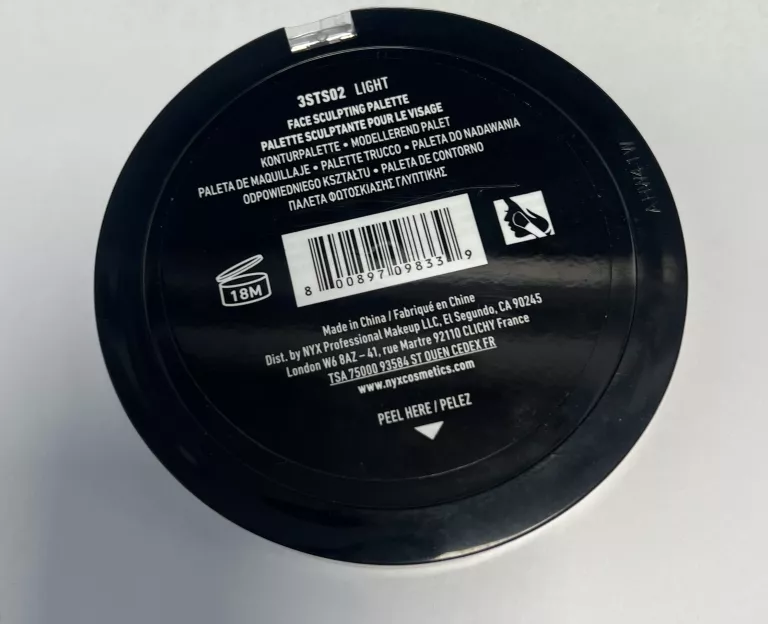 3STS02 LIGHT
FACE SCULPTING PALETTE
PALETTE SCULPTANTE POUR LE VISAGE
KONTURPALETTE • MODELLEREND PALET
PALETA DE MAQUILLAJE • PALETTE TRUCCO • PALETA DO NADAWANIA
ODPOWIEDNIEGO KSZTAŁTU • PALETA DE CONTORNO
ΠΑΛΕΤΑ ΦΩΤΟΣΚΙΑΣΗΣ ΓΛΥΠΤΙΚΗΣ
18M
8 00897 09833 9
Made in China / Fabriqué en Chine
Dist. by NYX Professional Makeup LLC, El Segundo, CA 90245
London W6 8AZ – 41, rue Martre 92110 CLICHY France
TSA 75000 93584 ST OUEN CEDEX FR
www.nyxcosmetics.com
PEEL HERE / PELEZ